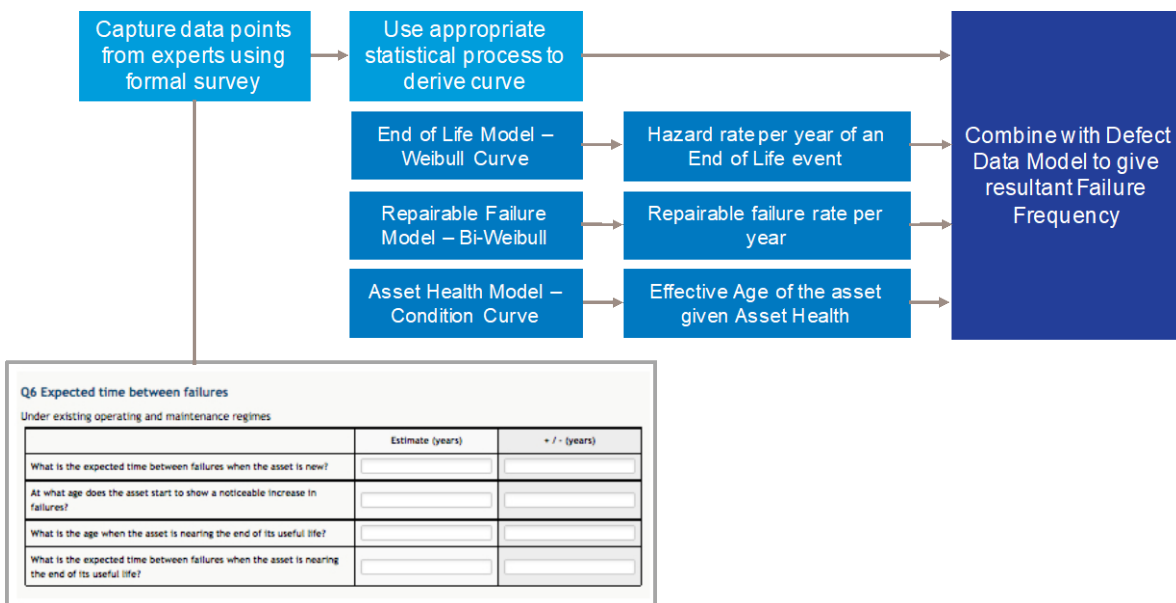 Capture data points
from experts using
formal survey
Use appropriate
statistical process to
derive curve
End of Life Model –
Weibull Curve
Hazard rate per year of an
End of Life event
Combine with Defect
Data Model to give
resultant Failure
Frequency
Repairable Failure
Model – Bi-Weibull
Repairable failure rate per
year
Asset Health Model –
Condition Curve
Effective Age of the asset
given Asset Health
Q6 Expected time between failures
Under existing operating and maintenance regimes
Estimate (years)
+ / - (years)
What is the expected time between failures when the asset is new?
At what age does the asset start to show a noticeable increase in
failures?
What is the age when the asset is nearing the end of its useful life?
What is the expected time between failures when the asset is nearing
the end of its useful life?